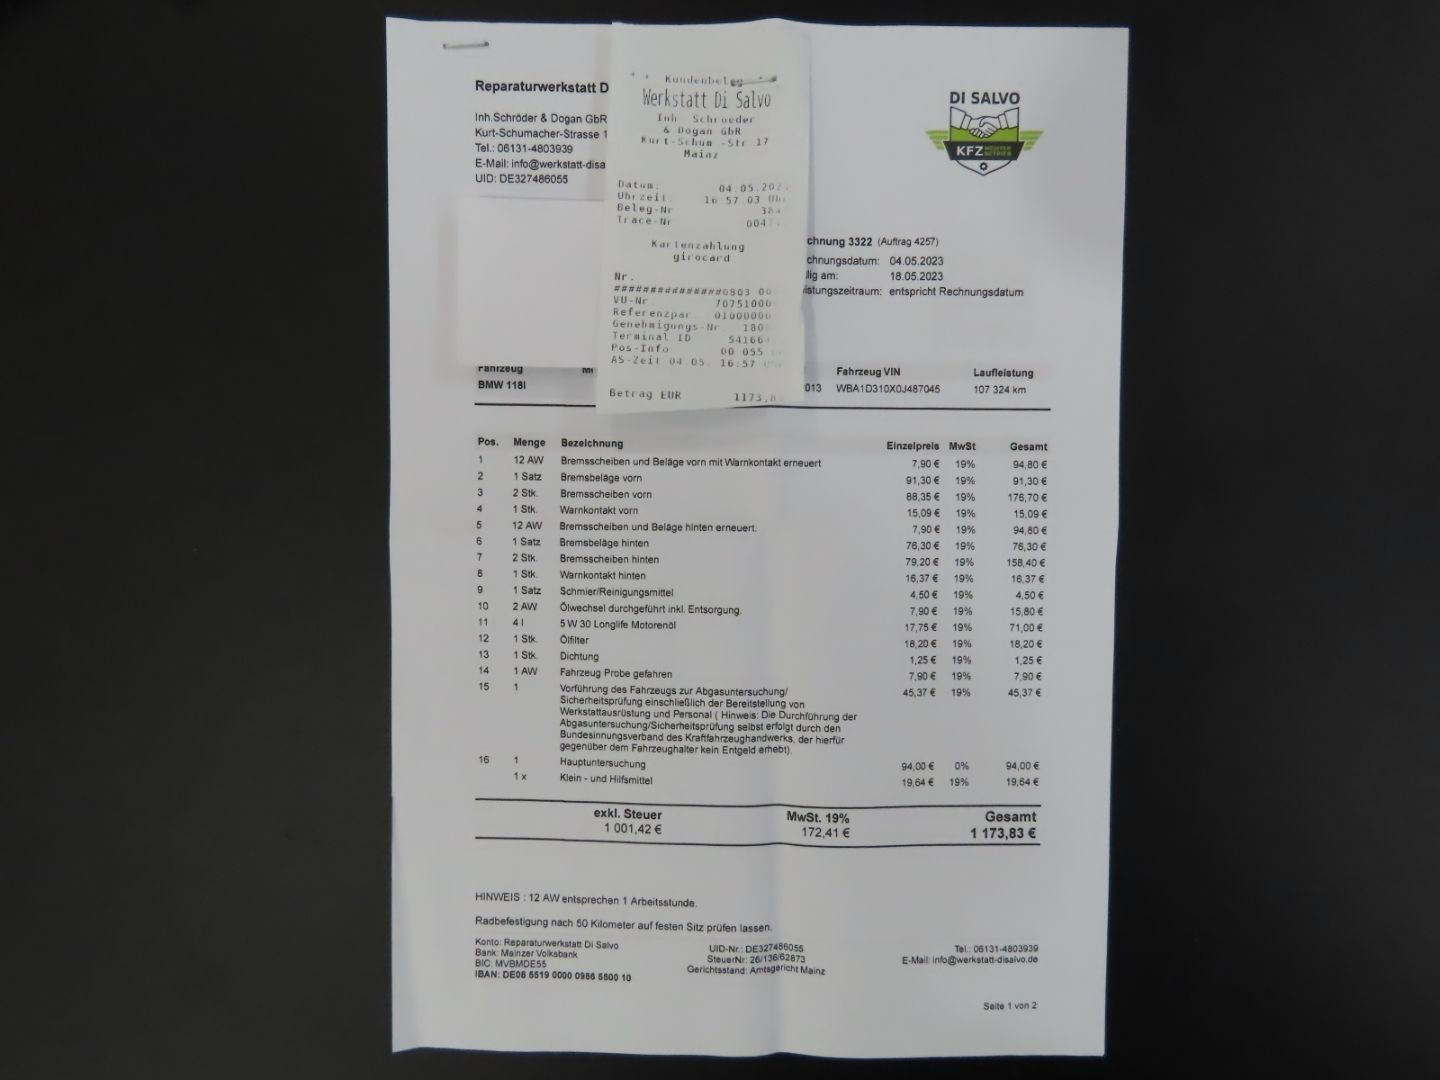 Reparaturwerkstatt D
Inh.Schröder & Dogan GbR
Kurt-Schumacher-Strasse 1
Tel.: 06131-4803939
E-Mail: info@werkstatt-disa
UID: DE327486055
* * Kundenbeleg
Werkstatt Di Salvo
Inh. Schroeder
& Dogan GbR
Kurt-Schum.-Str 17
Mainz
Datum: 04.05.202
Uhrzeit: 16:57:03 Uhr
Beleg-Nr. 384
Trace-Nr. 004
Kartenzahlung
girocard
Nr.
###############0803 00
VU-Nr. 70751000
Referenzpar. 01000000
Genehmigungs-Nr. 180
Terminal ID 54166
Pos-Info 00 055
AS-Zeit 04.05. 16:57
Betrag EUR 1173,8
DI SALVO
KFZ MEISTER BETRIEB
chnung 3322 (Auftrag 4257)
chnungsdatum: 04.05.2023
llig am: 18.05.2023
istungszeitraum: entspricht Rechnungsdatum
Fahrzeug Fahrzeug VIN Laufleistung
BMW 118I 013 WBA1D310X0J487045 107 324 km
Pos. Menge Bezeichnung Einzelpreis MwSt Gesamt
1 12 AW Bremsscheiben und Beläge vorn mit Warnkontakt erneuert 7,90 € 19% 94,80 €
2 1 Satz Bremsbeläge vorn 91,30 € 19% 91,30 €
3 2 Stk. Bremsscheiben vorn 88,35 € 19% 176,70 €
4 1 Stk. Warnkontakt vorn 15,09 € 19% 15,09 €
5 12 AW Bremsscheiben und Beläge hinten erneuert. 7,90 € 19% 94,80 €
6 1 Satz Bremsbeläge hinten 76,30 € 19% 76,30 €
7 2 Stk. Bremsscheiben hinten 79,20 € 19% 158,40 €
8 1 Stk. Warnkontakt hinten 16,37 € 19% 16,37 €
9 1 Satz Schmier/Reinigungsmittel 4,50 € 19% 4,50 €
10 2 AW Ölwechsel durchgeführt inkl. Entsorgung. 7,90 € 19% 15,80 €
11 4 l 5 W 30 Longlife Motorenöl 17,75 € 19% 71,00 €
12 1 Stk. Ölfilter 18,20 € 19% 18,20 €
13 1 Stk. Dichtung 1,25 € 19% 1,25 €
14 1 AW Fahrzeug Probe gefahren 7,90 € 19% 7,90 €
15 1 Vorführung des Fahrzeugs zur Abgasuntersuchung/ 45,37 € 19% 45,37 €
Sicherheitsprüfung einschließlich der Bereitstellung von
Werkstattausrüstung und Personal ( Hinweis: Die Durchführung der
Abgasuntersuchung/Sicherheitsprüfung selbst erfolgt durch den
Bundesinnungsverband des Kraftfahrzeughandwerks, der hierfür
gegenüber dem Fahrzeughalter kein Entgeld erhebt).
16 1 Hauptuntersuchung 94,00 € 0% 94,00 €
1 x Klein - und Hilfsmittel 19,64 € 19% 19,64 €
exkl. Steuer MwSt. 19% Gesamt
1 001,42 € 172,41 € 1 173,83 €
HINWEIS : 12 AW entsprechen 1 Arbeitsstunde.
Radbefestigung nach 50 Kilometer auf festen Sitz prüfen lassen.
Konto: Reparaturwerkstatt Di Salvo
Bank: Mainzer Volksbank
BIC: MVBMDE55
IBAN: DE06 5519 0000 0986 5500 10
UID-Nr.: DE327486055
SteuerNr: 26/136/62873
Gerichtsstand: Amtsgericht Mainz
Tel.: 06131-4803939
E-Mail: info@werkstatt-disalvo.de
Seite 1 von 2